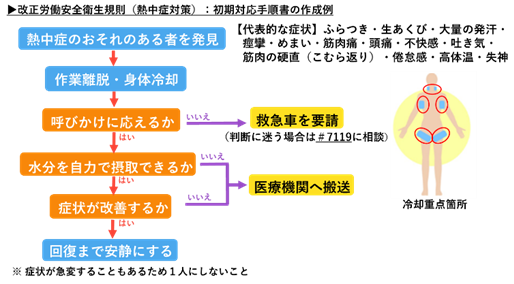 ▶改正労働安全衛生規則（熱中症対策）：初期対応手順書の作成例
熱中症のおそれのある者を発見
【代表的な症状】ふらつき・生あくび・大量の発汗・
痙攣・めまい・筋肉痛・頭痛・不快感・吐き気・
筋肉の硬直（こむら返り）・倦怠感・高体温・失神
作業離脱・身体冷却
呼びかけに応えるか
いいえ
救急車を要請
（判断に迷う場合は＃7119に相談）
はい
水分を自力で摂取できるか
いいえ
医療機関へ搬送
はい
症状が改善するか
いいえ
はい
回復まで安静にする
冷却重点箇所
※ 症状が急変することもあるため１人にしないこと